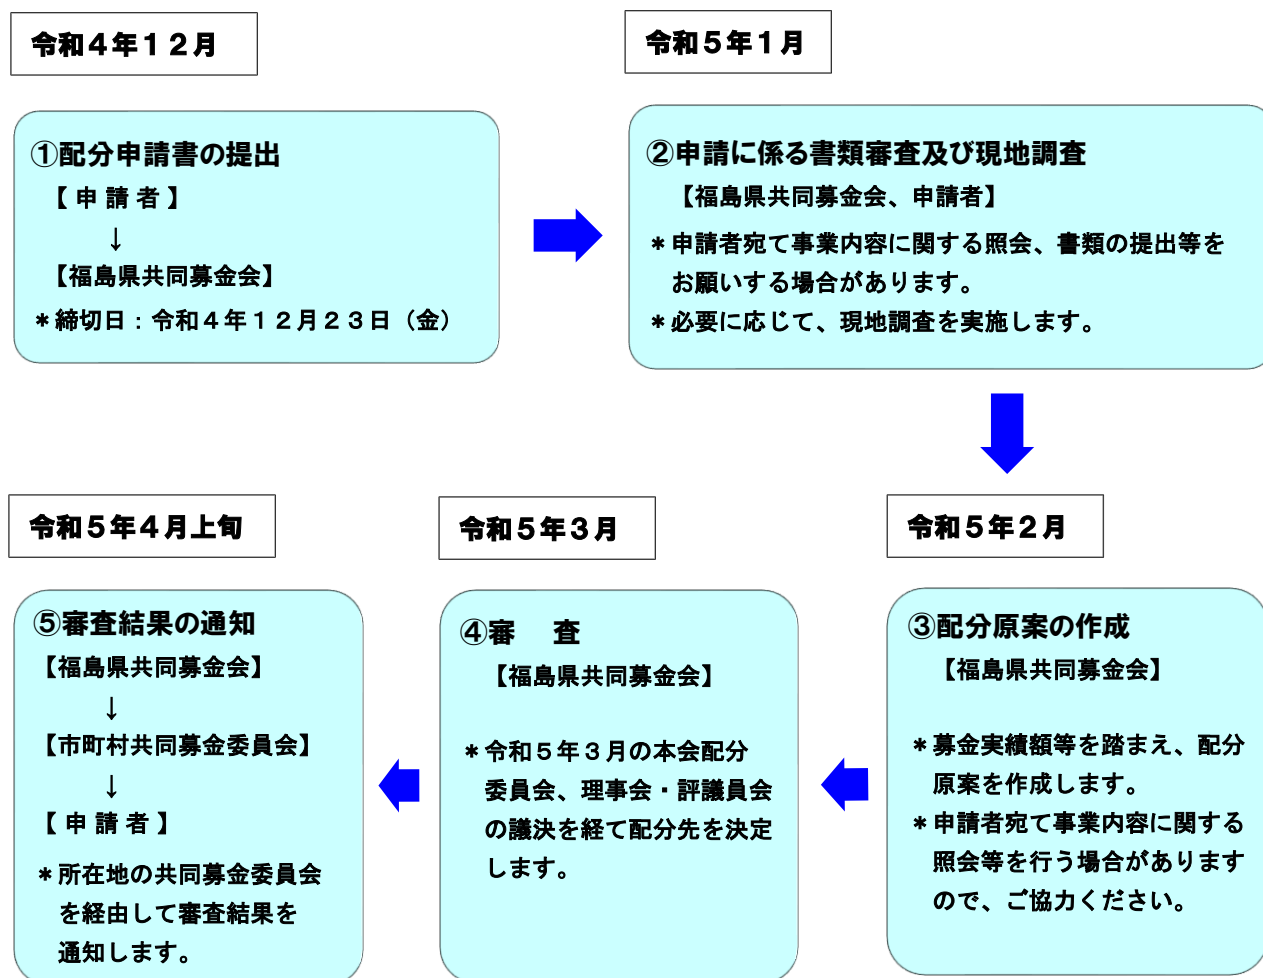 令和４年１２月
①配分申請書の提出
【 申 請 者 】
↓
【福島県共同募金会】
＊締切日：令和４年１２月２３日（金）
令和５年１月
②申請に係る書類審査及び現地調査
【福島県共同募金会、申請者】
＊申請者宛て事業内容に関する照会、書類の提出等を
お願いする場合があります。
＊必要に応じて、現地調査を実施します。
令和５年２月
③配分原案の作成
【福島県共同募金会】
＊募金実績額等を踏まえ、配分
原案を作成します。
＊申請者宛て事業内容に関する
照会等を行う場合があります
ので、ご協力ください。
令和５年３月
④審　査
【福島県共同募金会】
＊令和５年３月の本会配分
委員会、理事会・評議員会
の議決を経て配分先を決定
します。
令和５年４月上旬
⑤審査結果の通知
【福島県共同募金会】
↓
【市町村共同募金委員会】
↓
【 申 請 者 】
＊所在地の共同募金委員会
を経由して審査結果を
通知します。